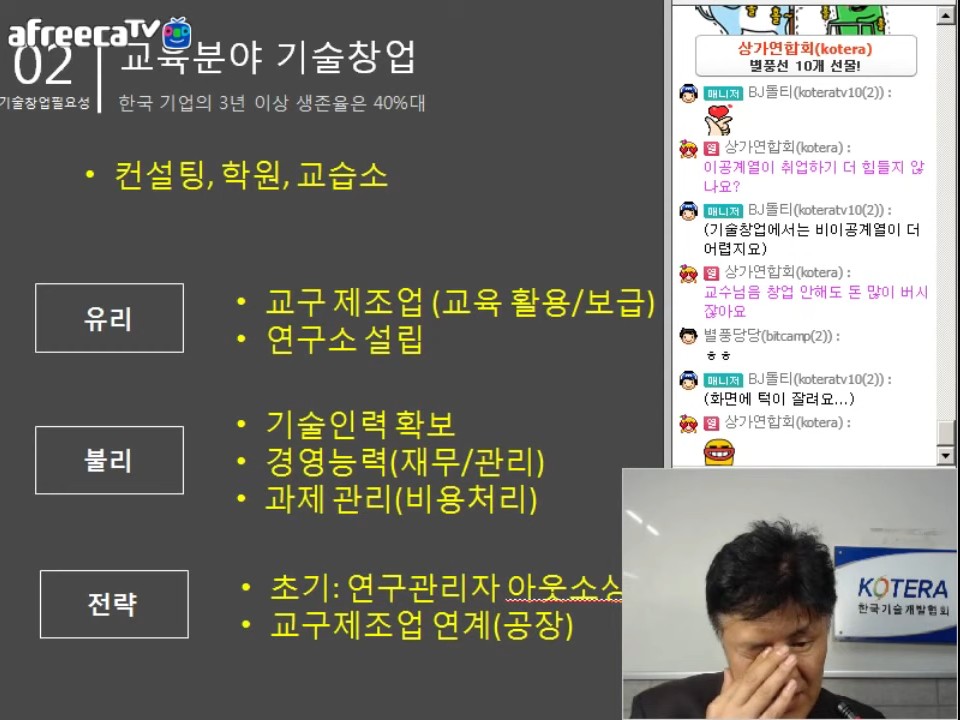 afreecaTV
02
교육분야 기술창업
기술창업필요성
한국 기업의 3년 이상 생존율은 40%대
• 컨설팅, 학원, 교습소
유리
• 교구 제조업 (교육 활용/보급)
• 연구소 설립
불리
• 기술인력 확보
• 경영능력(재무/관리)
• 과제 관리(비용처리)
전략
• 초기: 연구관리자 아웃소싱
• 교구제조업 연계(공장)
상가연합회(kotera)
별풍선 10개 선물!
매니저 BJ돌티(koteratv10(2)) :
열 상가연합회(kotera) :
이공계열이 취업하기 더 힘들지 않
나요?
매니저 BJ돌티(koteratv10(2)) :
(기술창업에서는 비이공계열이 더
어렵지요)
열 상가연합회(kotera) :
교수님음 창업 안해도 돈 많이 버시
잖아요
별풍당당(bitcamp(2)) :
ㅎㅎ
매니저 BJ돌티(koteratv10(2)) :
(화면에 턱이 잘려요...)
열 상가연합회(kotera) :
KOTERA
한국기술개발협회